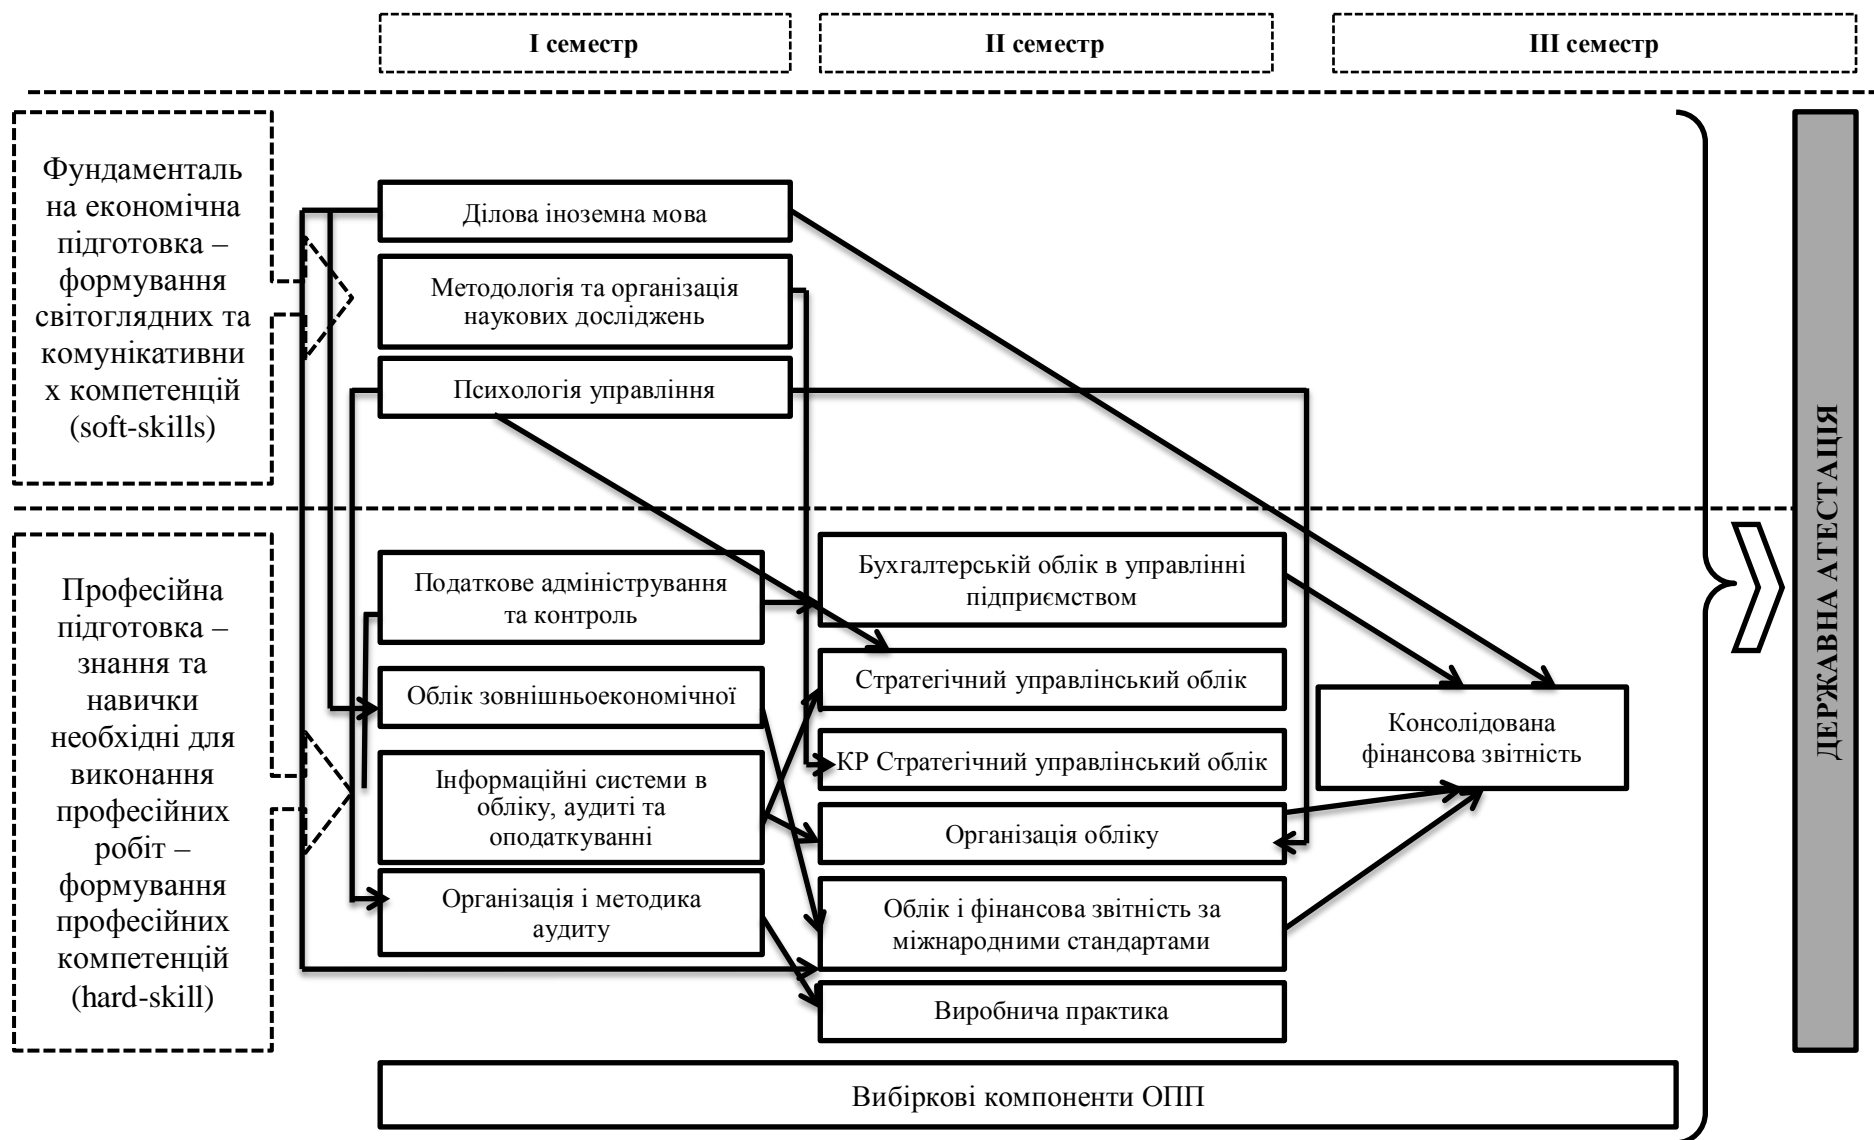 І семестр
ІІ семестр
ІІІ семестр
Фундаменталь
на економічна
підготовка –
формування
світоглядних та
комунікативни
х компетенцій
(soft-skills)
Ділова іноземна мова
Методологія та організація
наукових досліджень
Психологія управління
Професійна
підготовка –
знання та
навички
необхідні для
виконання
професійних
робіт –
формування
професійних
компетенцій
(hard-skill)
Податкове адміністрування
та контроль
Облік зовнішньоекономічної
Інформаційні системи в
обліку, аудиті та
оподаткуванні
Організація і методика
аудиту
Бухгалтерській облік в управлінні
підприємством
Стратегічний управлінський облік
КР Стратегічний управлінський облік
Організація обліку
Облік і фінансова звітність за
міжнародними стандартами
Виробнича практика
Консолідована
фінансова звітність
Вибіркові компоненти ОПП
ДЕРЖАВНА АТЕСТАЦІЯ